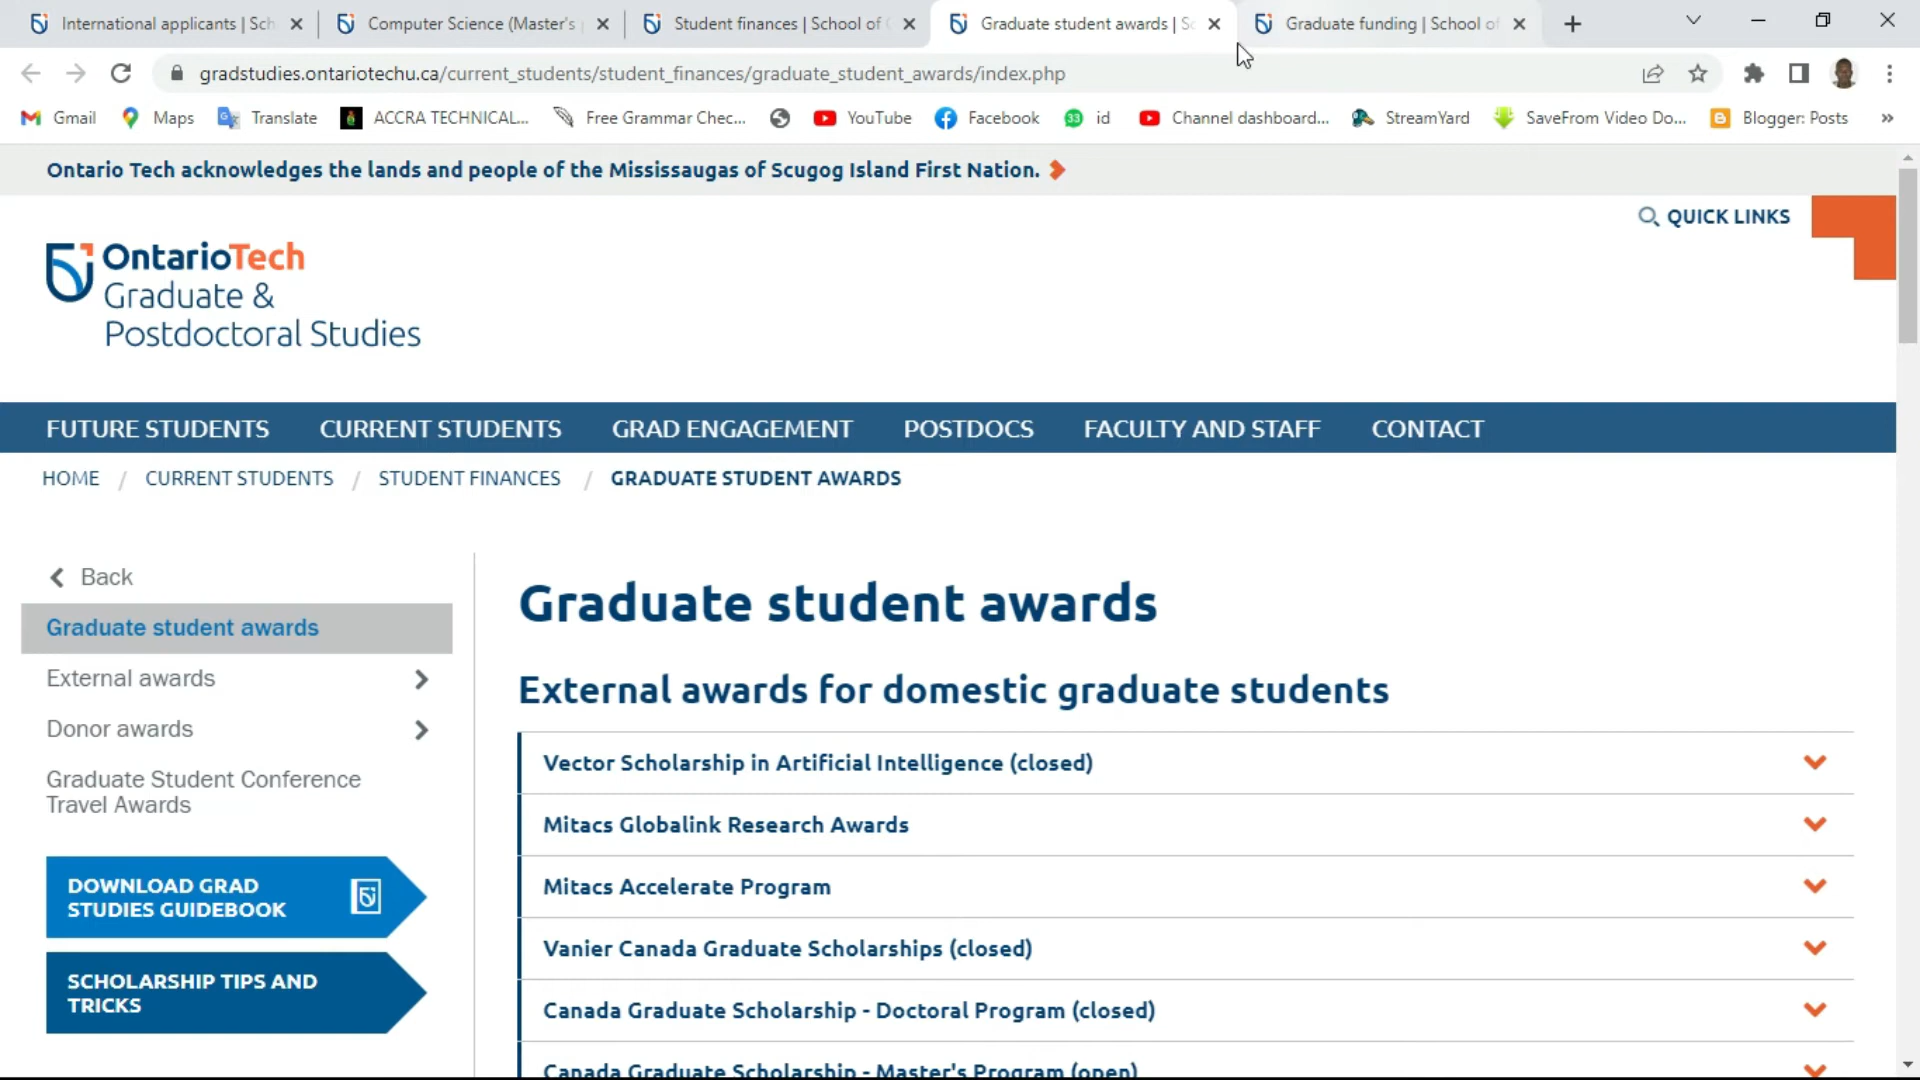 International applicants | Sch
Computer Science (Master's
Student finances | School of
Graduate student awards | Sc
Graduate funding | School of
gradstudies.ontariotechu.ca/current_students/student_finances/graduate_student_awards/index.php
Gmail
Maps
Translate
ACCRA TECHNICAL...
Free Grammar Chec...
YouTube
Facebook
33 id
Channel dashboard...
StreamYard
SaveFrom Video Do...
Blogger: Posts
»
Ontario Tech acknowledges the lands and people of the Mississaugas of Scugog Island First Nation.
QUICK LINKS
OntarioTech
Graduate &
Postdoctoral Studies
FUTURE STUDENTS
CURRENT STUDENTS
GRAD ENGAGEMENT
POSTDOCS
FACULTY AND STAFF
CONTACT
HOME / CURRENT STUDENTS / STUDENT FINANCES / GRADUATE STUDENT AWARDS
Back
Graduate student awards
External awards
Donor awards
Graduate Student Conference
Travel Awards
DOWNLOAD GRAD
STUDIES GUIDEBOOK
SCHOLARSHIP TIPS AND
TRICKS
Graduate student awards
External awards for domestic graduate students
Vector Scholarship in Artificial Intelligence (closed)
Mitacs Globalink Research Awards
Mitacs Accelerate Program
Vanier Canada Graduate Scholarships (closed)
Canada Graduate Scholarship - Doctoral Program (closed)
Canada Graduate Scholarship - Master's Program (open)